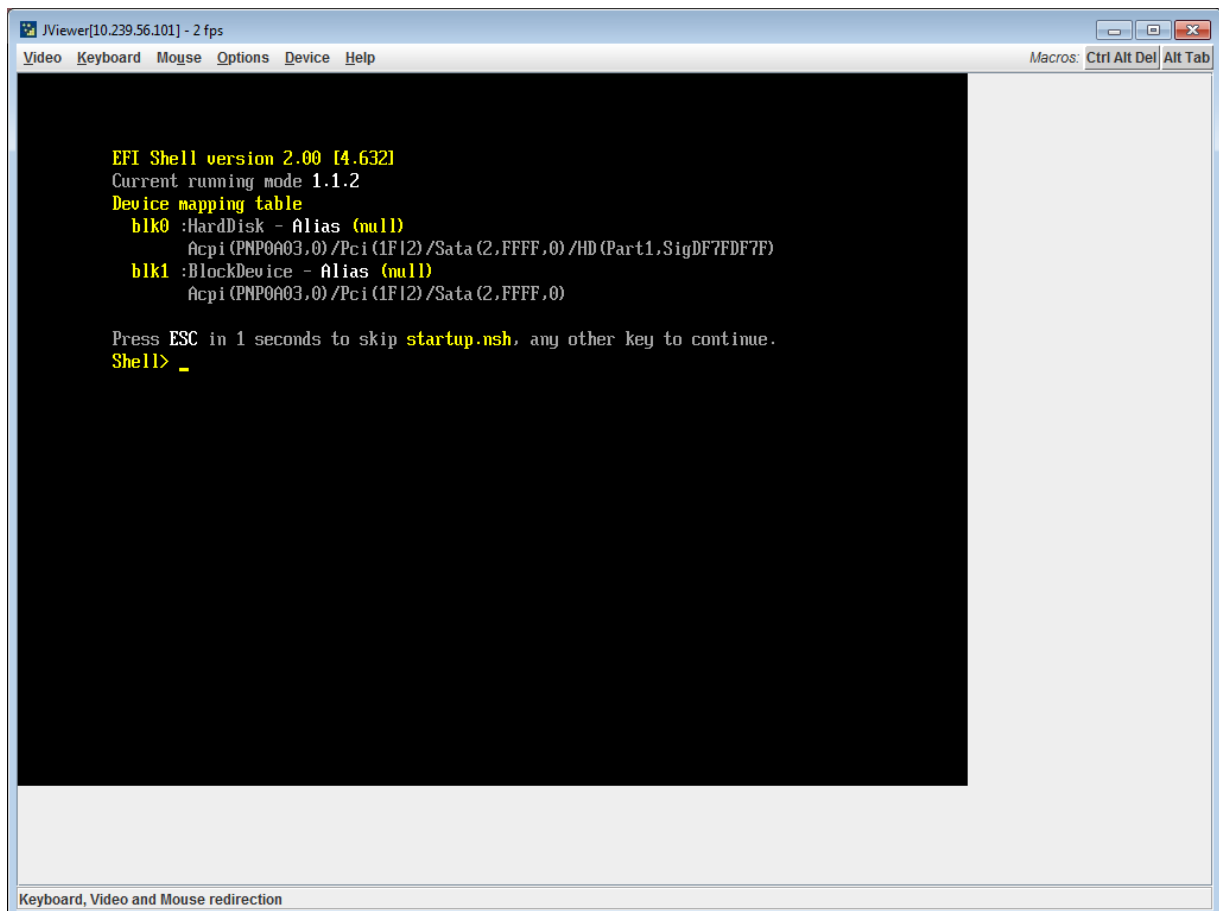 JViewer[10.239.56.101] - 2 fps
Video Keyboard Mouse Options Device Help Macros: Ctrl Alt Del Alt Tab
EFI Shell version 2.00 [4.632]
Current running mode 1.1.2
Device mapping table
blk0 :HardDisk - Alias (null)
Acpi(PNP0A03,0)/Pci(1F|2)/Sata(2,FFFF,0)/HD(Part1,SigDF7FDF7F)
blk1 :BlockDevice - Alias (null)
Acpi(PNP0A03,0)/Pci(1F|2)/Sata(2,FFFF,0)
Press ESC in 1 seconds to skip startup.nsh, any other key to continue.
Shell> _
Keyboard, Video and Mouse redirection